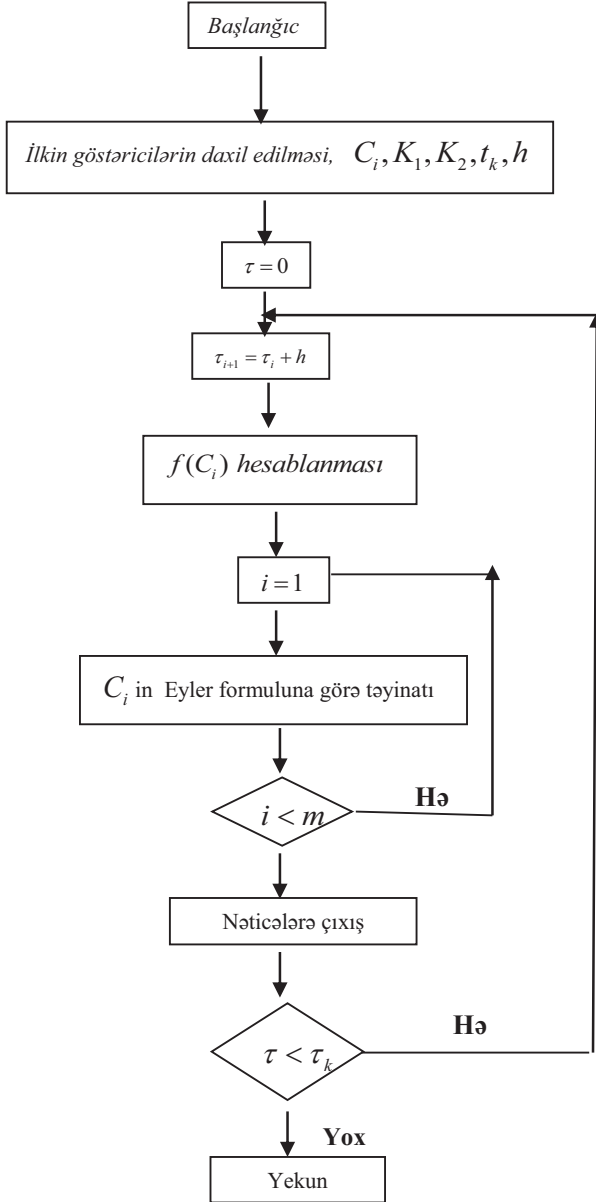 Başlanğıc
İlkin göstəricilərin daxil edilməsi, C_i, K_1, K_2, t_k, h
τ = 0
τ_{i+1} = τ_i + h
f(C_i) hesablanması
i = 1
C_i in Eyler formuluna görə təyinatı
i < m
Hə
Nəticələrə çıxış
τ < τ_k
Hə
Yox
Yekun